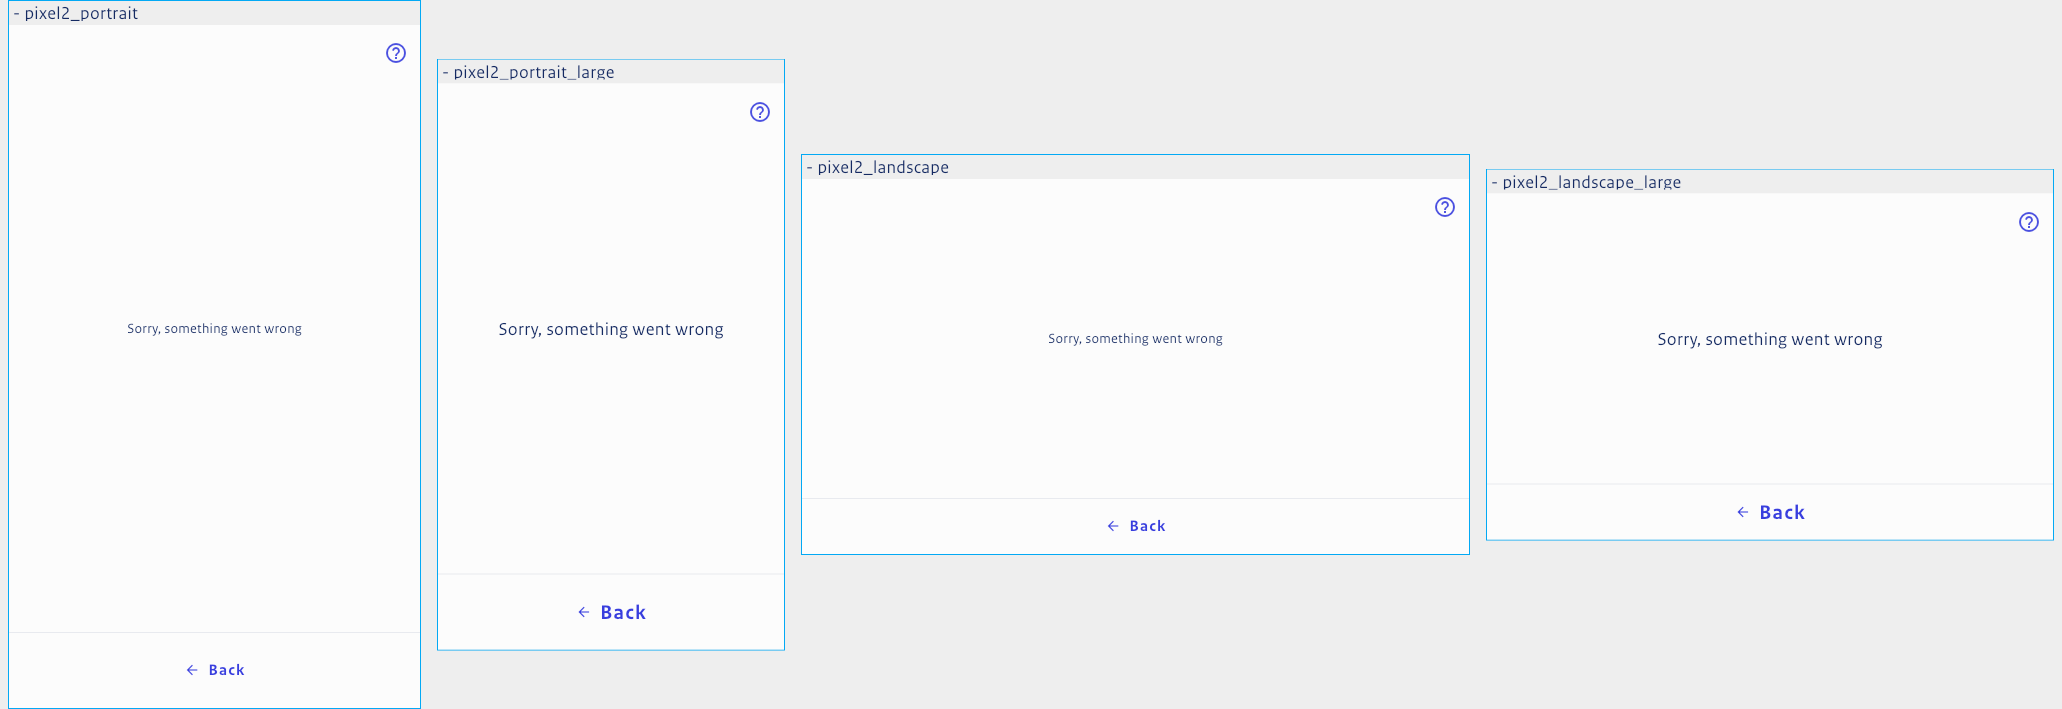 - pixel2_portrait
?
Sorry, something went wrong
← Back
- pixel2_portrait_large
?
Sorry, something went wrong
← Back
- pixel2_landscape
?
Sorry, something went wrong
← Back
- pixel2_landscape_large
?
Sorry, something went wrong
← Back